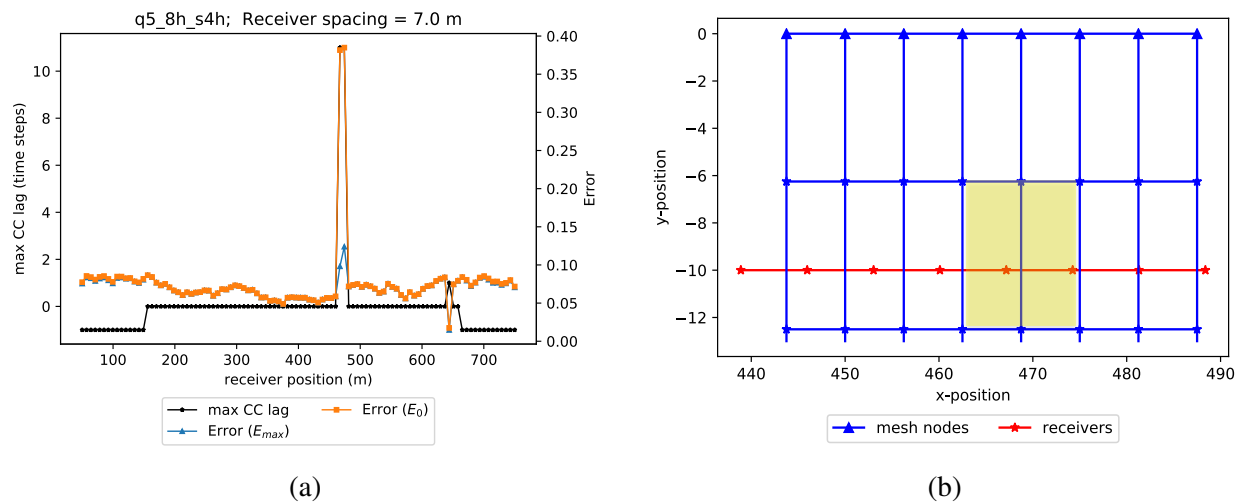 q5_8h_s4h;  Receiver spacing = 7.0 m
max CC lag (time steps)
10
8
6
4
2
0
0.40
0.35
0.30
0.25
0.20
0.15
0.10
0.05
0.00
Error
100 200 300 400 500 600 700
receiver position (m)
max CC lag
Error (E_{max})
Error (E_0)
(a)
y-position
0
−2
−4
−6
−8
−10
−12
440 450 460 470 480 490
x-position
mesh nodes
receivers
(b)